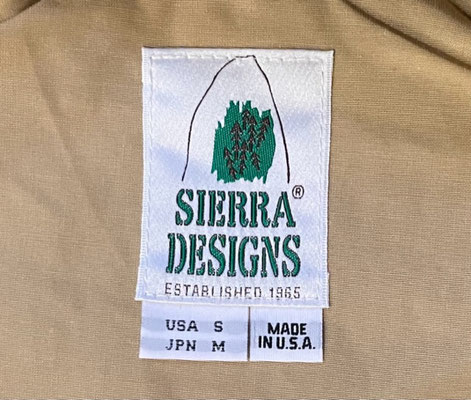 ®
SIERRA
DESIGNS
ESTABLISHED 1965
USA S
JPN M
MADE
IN U.S.A.